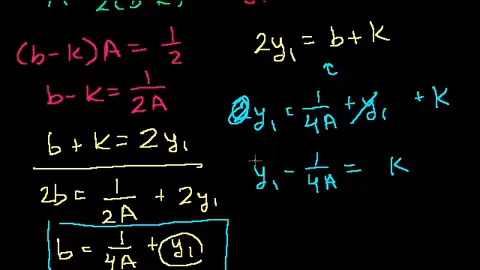 (b-k)A = 1/2
b-k = 1/2A
b + k = 2y₁
2b = 1/2A + 2y₁
b = 1/4A + y₁
2y₁ = b + k
2y₁ = 1/4A + y₁ + k
y₁ - 1/4A = k